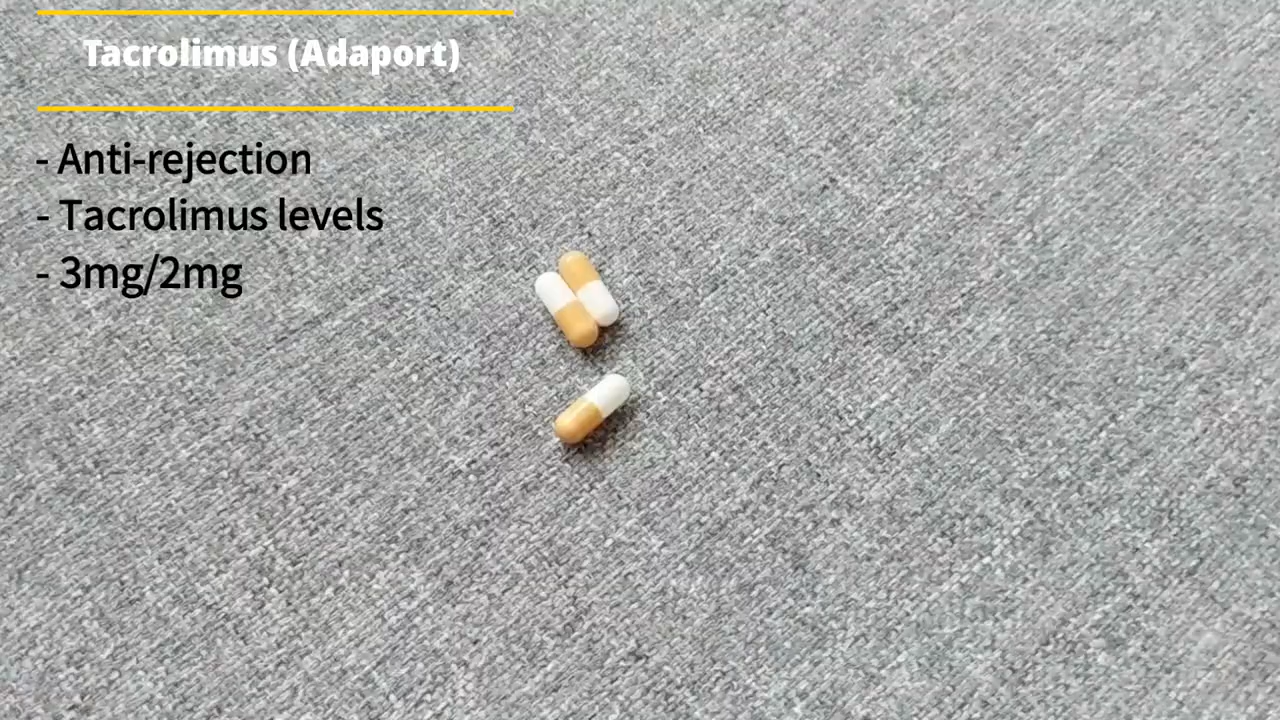 Tacrolimus (Adaport)
- Anti-rejection
- Tacrolimus levels
- 3mg/2mg